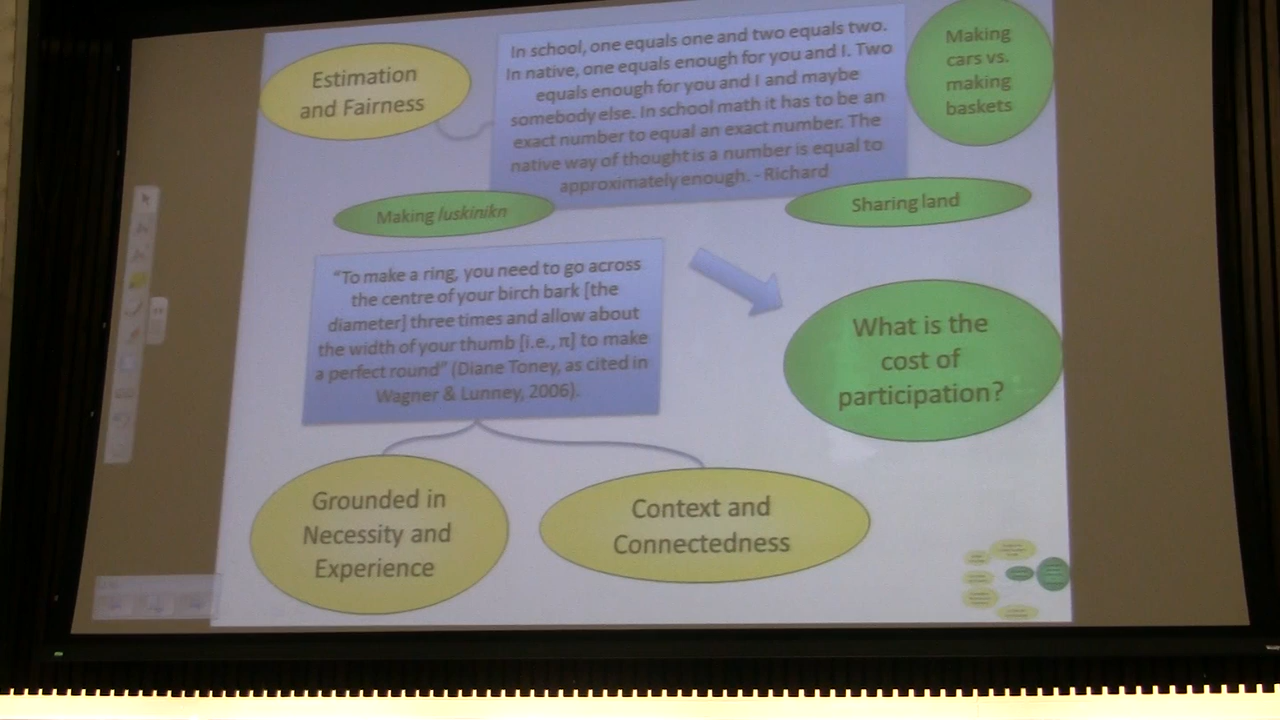 Estimation
and Fairness
In school, one equals one and two equals two.
In native, one equals enough for you and I. Two
equals enough for you and I and maybe
somebody else. In school math it has to be an
exact number to equal an exact number. The
native way of thought is a number is equal to
approximately enough. - Richard
Making
cars vs.
making
baskets
Making luskinikn
Sharing land
"To make a ring, you need to go across
the centre of your birch bark [the
diameter] three times and allow about
the width of your thumb [i.e., π] to make
a perfect round" (Diane Toney, as cited in
Wagner & Lunney, 2006).
What is the
cost of
participation?
Grounded in
Necessity and
Experience
Context and
Connectedness